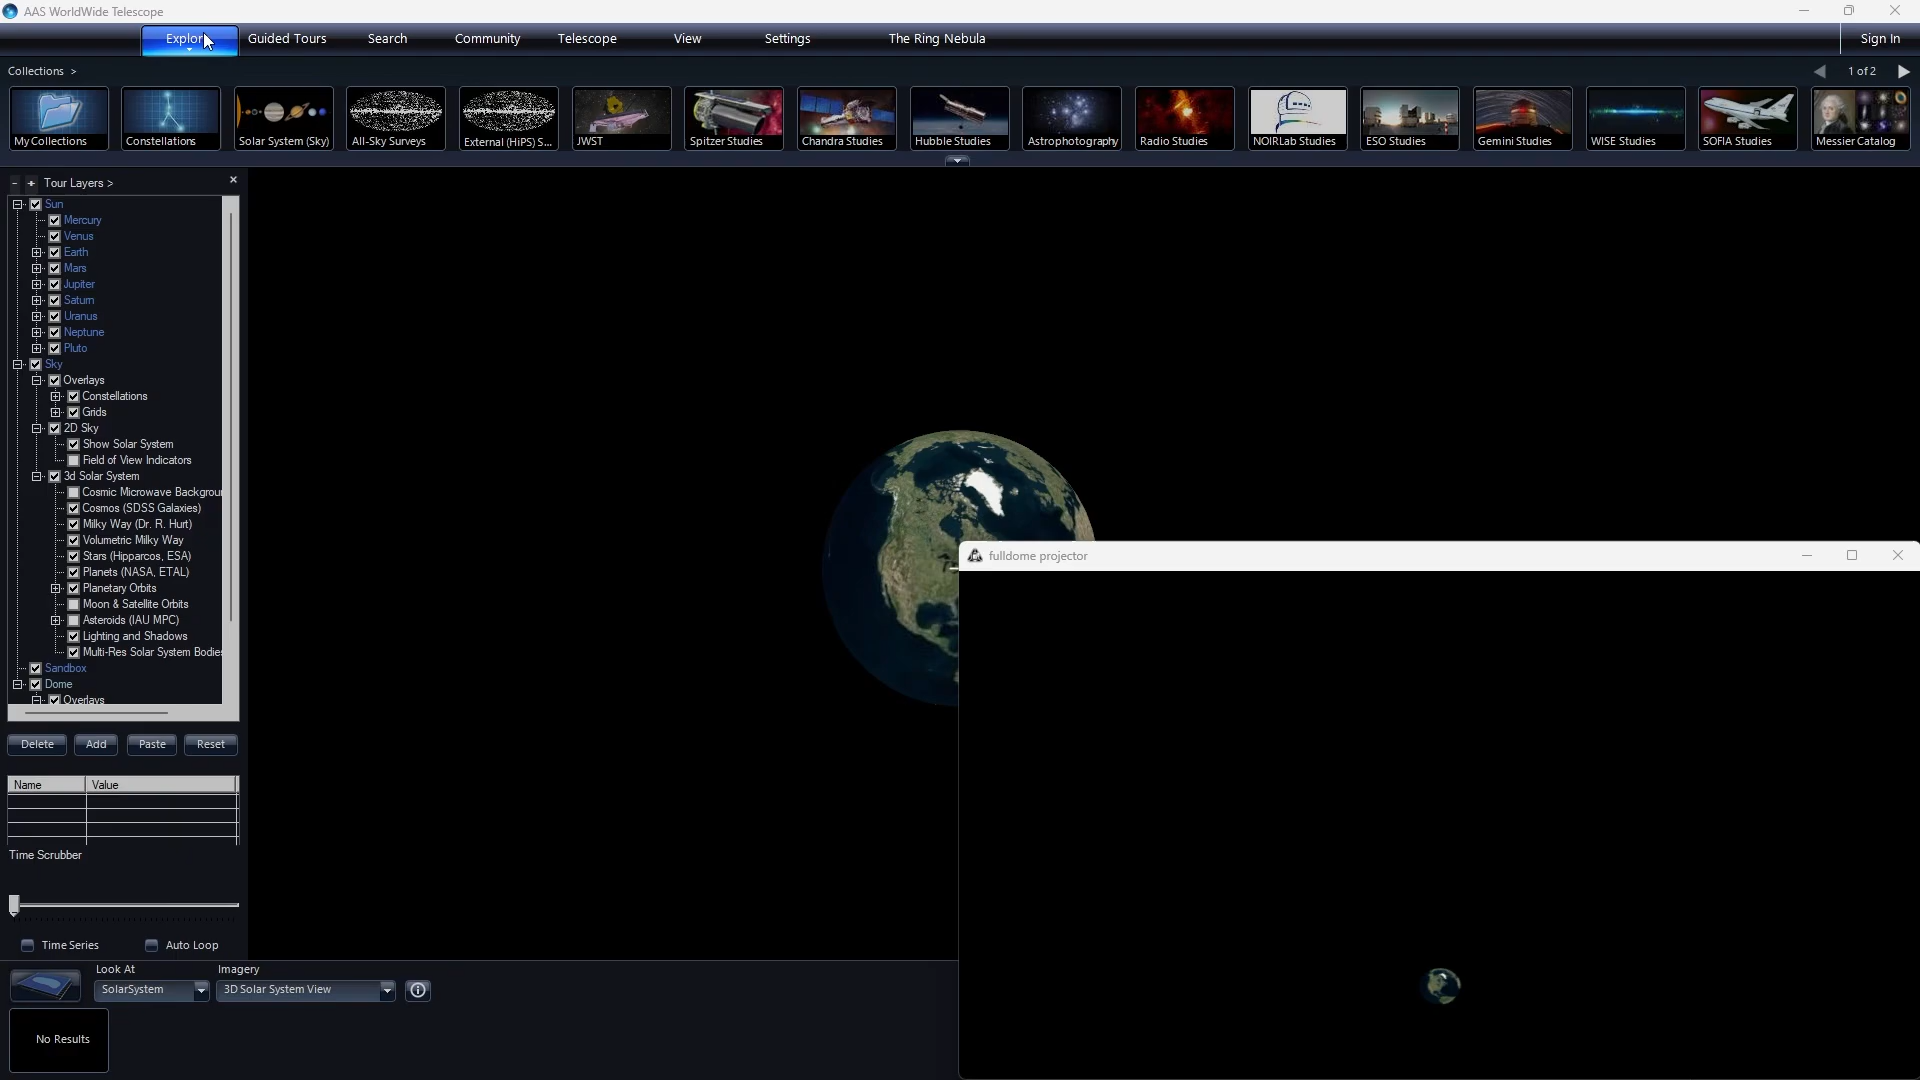 AAS WorldWide Telescope
Explore
Guided Tours
Search
Community
Telescope
View
Settings
The Ring Nebula
Sign In
Collections >
1 of 2
My Collections
Constellations
Solar System (Sky)
All-Sky Surveys
External (HiPS) S...
JWST
Spitzer Studies
Chandra Studies
Hubble Studies
Astrophotography
Radio Studies
NOIRLab Studies
ESO Studies
Gemini Studies
WISE Studies
SOFIA Studies
Messier Catalog
Tour Layers >
Sun
Mercury
Venus
Earth
Mars
Jupiter
Saturn
Uranus
Neptune
Pluto
Sky
Overlays
Constellations
Grids
2D Sky
Show Solar System
Field of View Indicators
3d Solar System
Cosmic Microwave Backgrou
Cosmos (SDSS Galaxies)
Milky Way (Dr. R. Hurt)
Volumetric Milky Way
Stars (Hipparcos, ESA)
Planets (NASA, ETAL)
Planetary Orbits
Moon & Satellite Orbits
Asteroids (IAU MPC)
Lighting and Shadows
Multi-Res Solar System Bodie
Sandbox
Dome
Overlays
Delete
Add
Paste
Reset
Name
Value
Time Scrubber
Time Series
Auto Loop
Look At
Imagery
SolarSystem
3D Solar System View
No Results
fulldome projector